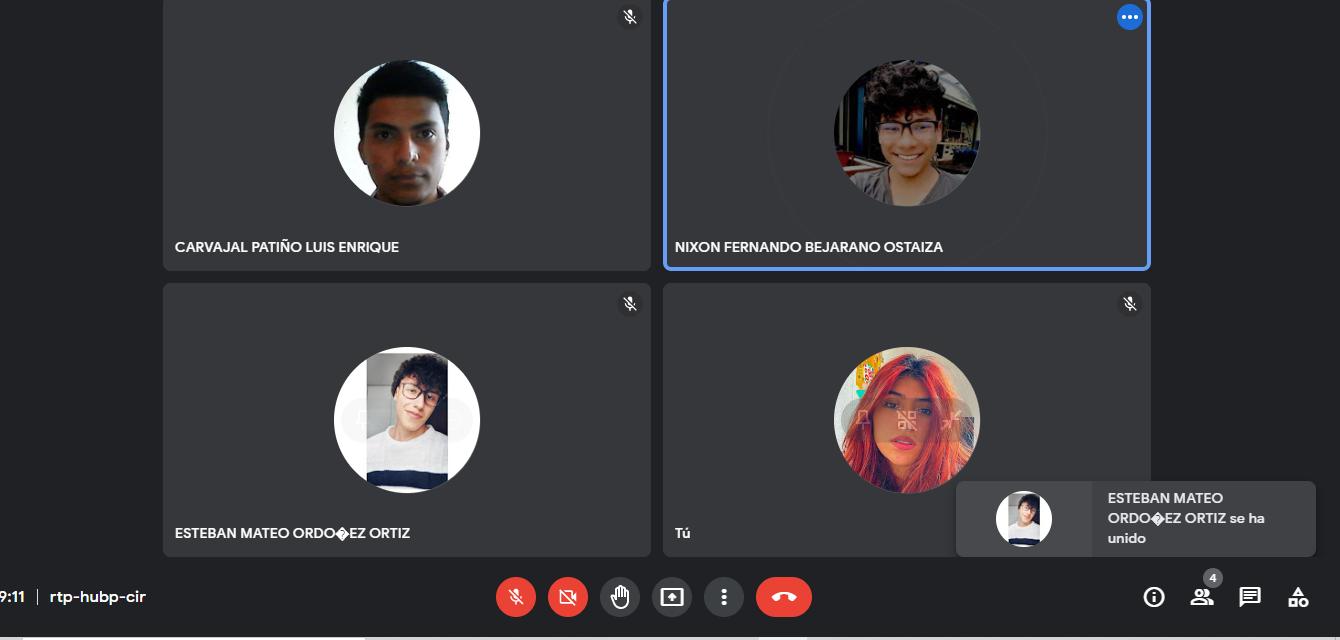 CARVAJAL PATIÑO LUIS ENRIQUE
NIXON FERNANDO BEJARANO OSTAIZA
ESTEBAN MATEO ORDO�EZ ORTIZ
Tú
ESTEBAN MATEO
ORDO�EZ ORTIZ se ha
unido
9:11 | rtp-hubp-cir
4